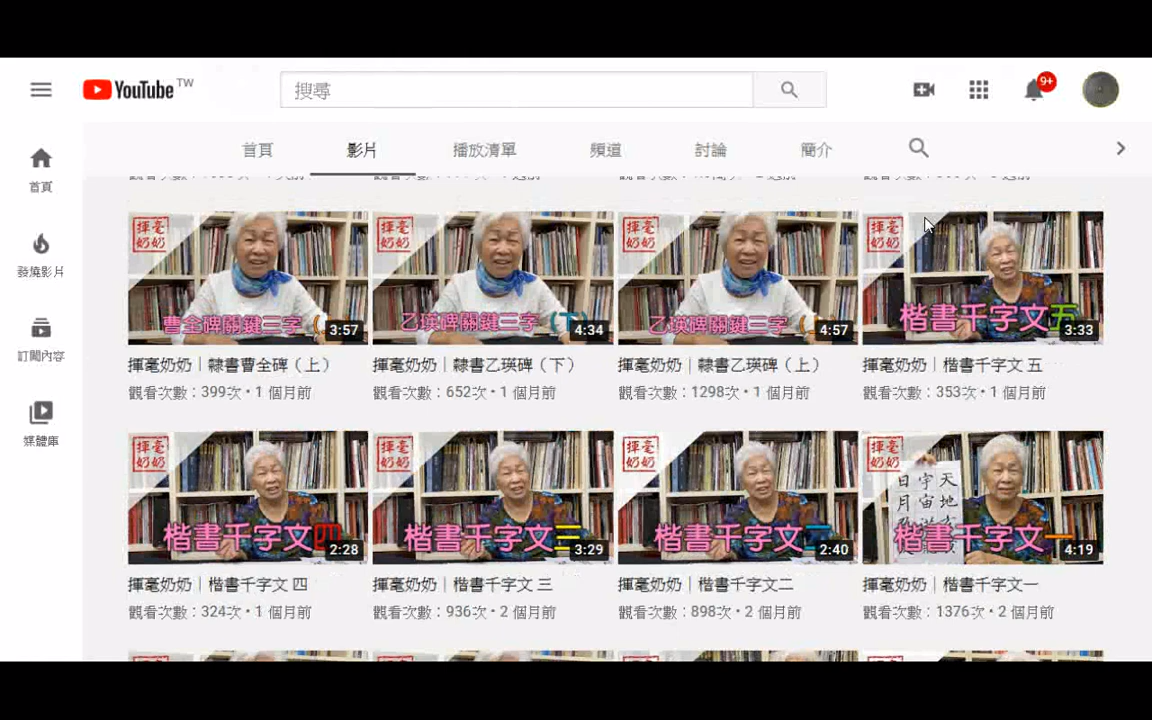 YouTube TW
搜尋
9+
首頁 影片 播放清單 頻道 討論 簡介
首頁
發燒影片
訂閱內容
媒體庫
揮毫奶奶
曹全碑關鍵三字
3:57
揮毫奶奶
乙瑛碑關鍵三字(下)
4:34
揮毫奶奶
乙瑛碑關鍵三字
4:57
揮毫奶奶
楷書千字文五
3:33
揮毫奶奶｜隸書曹全碑（上）
觀看次數：399次 • 1 個月前
揮毫奶奶｜隸書乙瑛碑（下）
觀看次數：652次 • 1 個月前
揮毫奶奶｜隸書乙瑛碑（上）
觀看次數：1298次 • 1 個月前
揮毫奶奶｜楷書千字文 五
觀看次數：353次 • 1 個月前
揮毫奶奶
楷書千字文四
2:28
揮毫奶奶
楷書千字文三
3:29
揮毫奶奶
楷書千字文二
2:40
揮毫奶奶
天地
宇宙
日月
楷書千字文一
4:19
揮毫奶奶｜楷書千字文 四
觀看次數：324次 • 1 個月前
揮毫奶奶｜楷書千字文 三
觀看次數：936次 • 2 個月前
揮毫奶奶｜楷書千字文二
觀看次數：898次 • 2 個月前
揮毫奶奶｜楷書千字文一
觀看次數：1376次 • 2 個月前